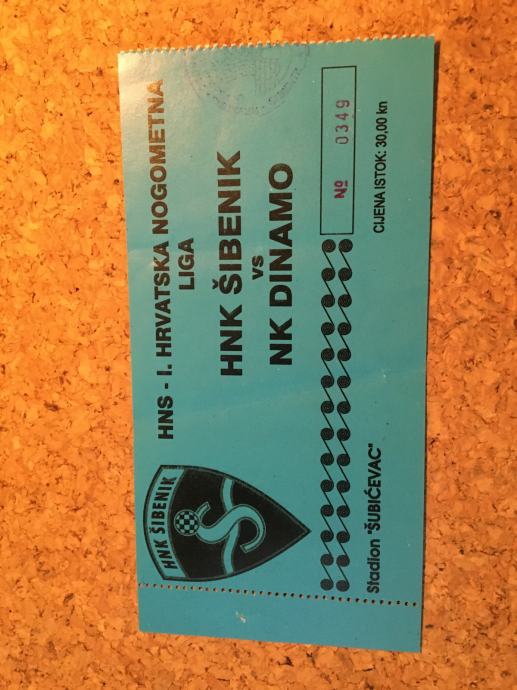 HNS - I. HRVATSKA NOGOMETNA
LIGA
HNK ŠIBENIK
HNK ŠIBENIK
vs
NK DINAMO
Nº 0349
Stadion "ŠUBIĆEVAC"
CIJENA ISTOK: 30,00 kn